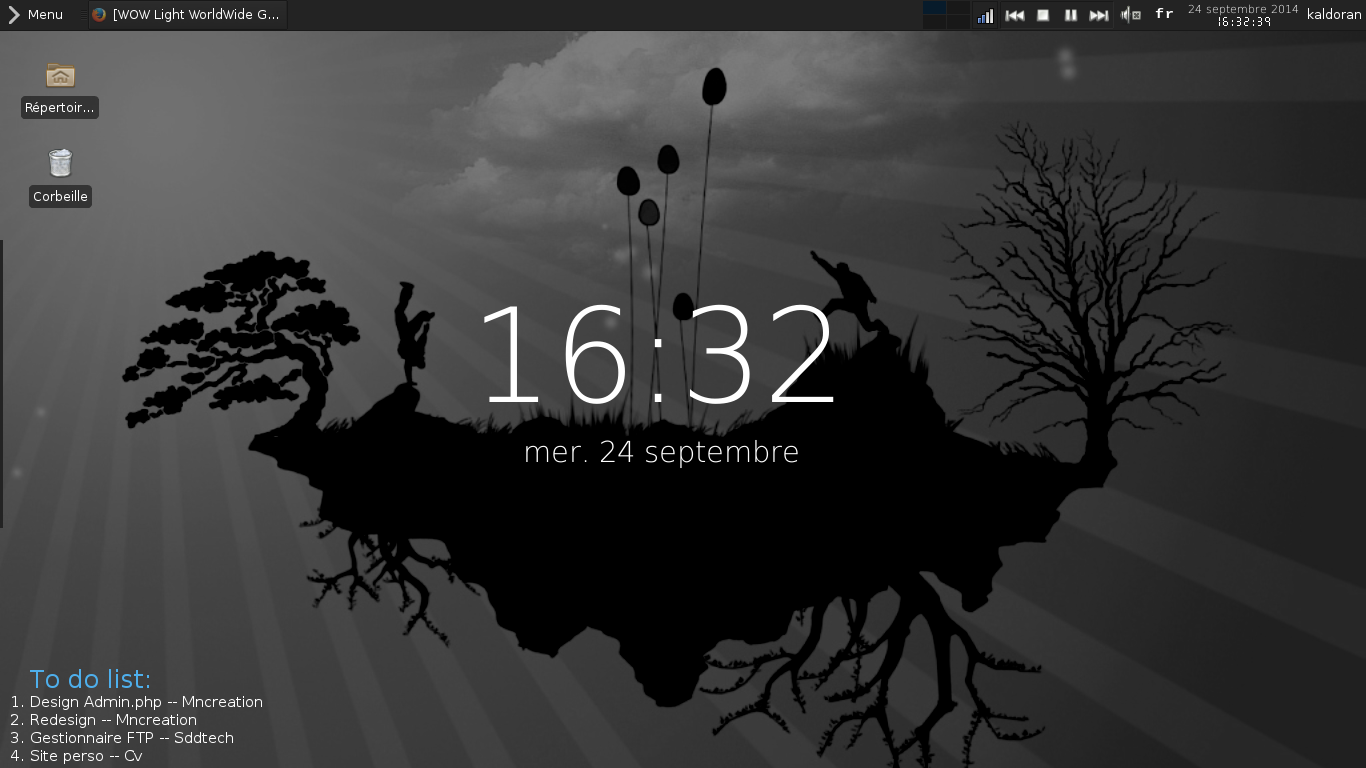 Menu
[WOW Light WorldWide G...
fr
24 septembre 2014
16:32:39
kaldoran
Répertoir...
Corbeille
16:32
mer. 24 septembre
To do list:
1. Design Admin.php -- Mncreation
2. Redesign -- Mncreation
3. Gestionnaire FTP -- Sddtech
4. Site perso -- Cv